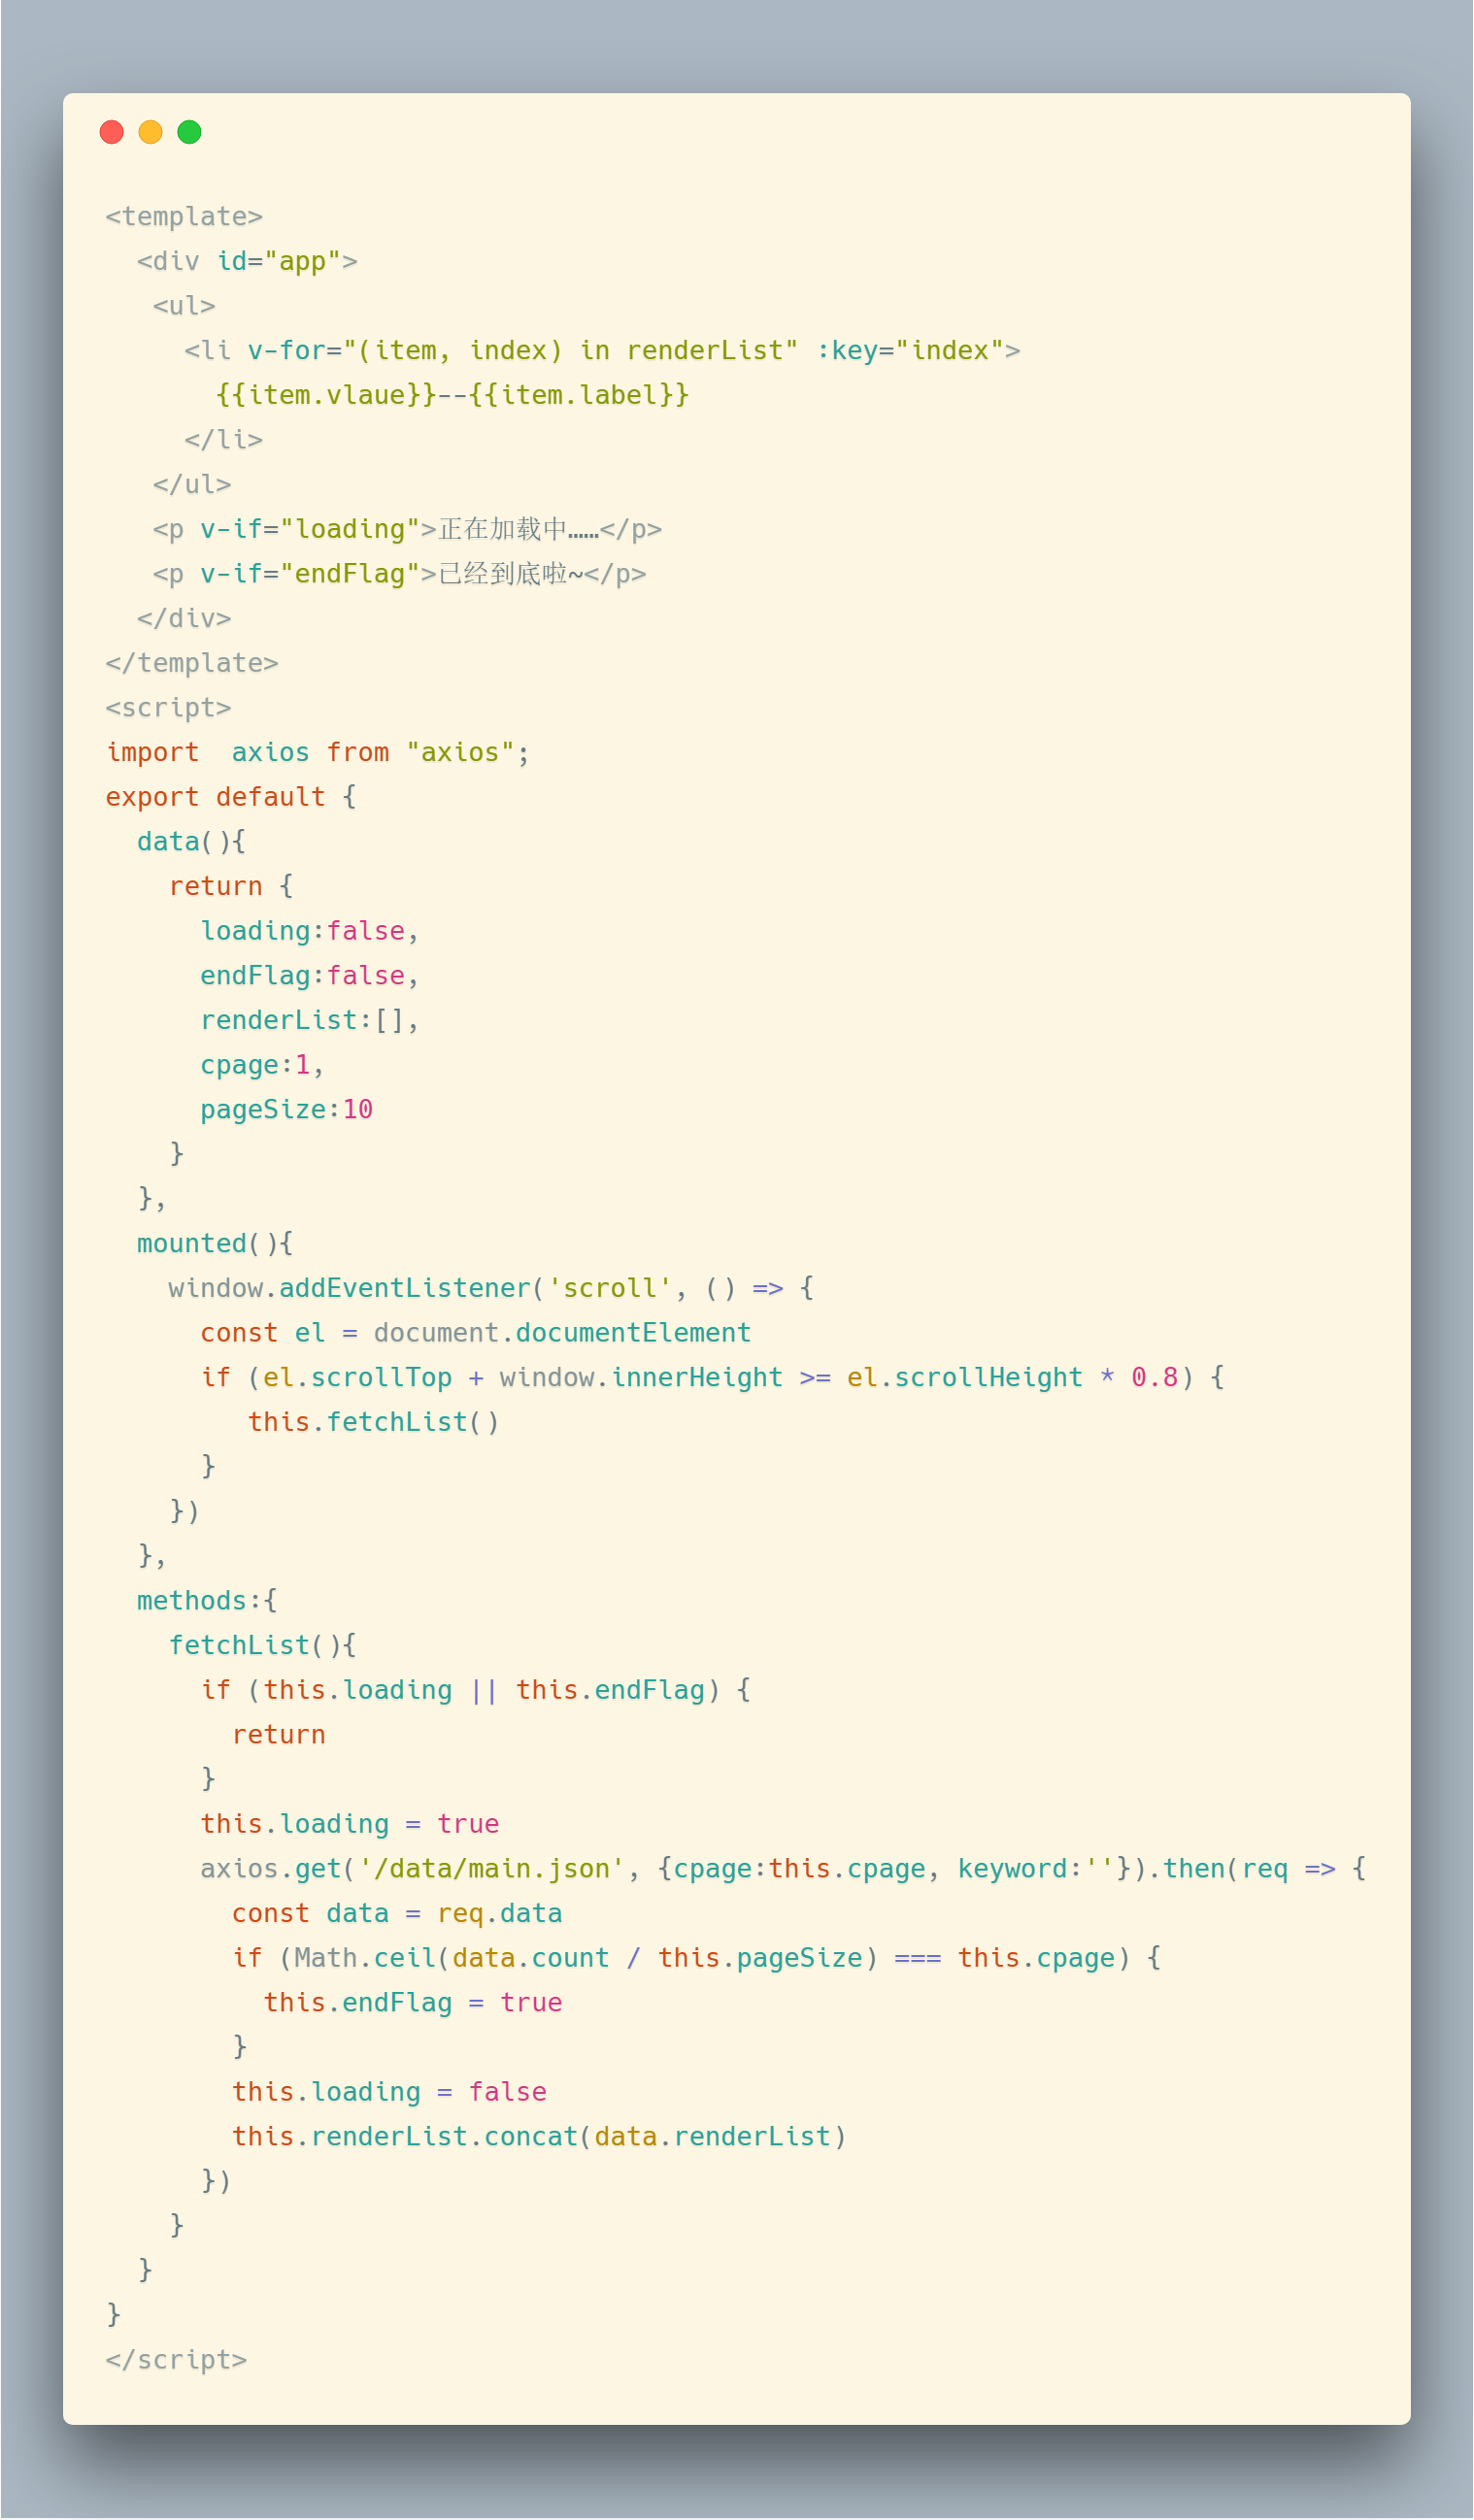 <template>
  <div id="app">
   <ul>
     <li v-for="(item, index) in renderList" :key="index">
       {{item.vlaue}}--{{item.label}}
     </li>
   </ul>
   <p v-if="loading">正在加载中……</p>
   <p v-if="endFlag">已经到底啦~</p>
  </div>
</template>
<script>
import  axios from "axios";
export default {
  data(){
    return {
      loading:false,
      endFlag:false,
      renderList:[],
      cpage:1,
      pageSize:10
    }
  },
  mounted(){
    window.addEventListener('scroll', () => {
      const el = document.documentElement
      if (el.scrollTop + window.innerHeight >= el.scrollHeight * 0.8) {
         this.fetchList()
      }
    })
  },
  methods:{
    fetchList(){
      if (this.loading || this.endFlag) {
        return
      }
      this.loading = true
      axios.get('/data/main.json', {cpage:this.cpage, keyword:''}).then(req => {
        const data = req.data
        if (Math.ceil(data.count / this.pageSize) === this.cpage) {
          this.endFlag = true
        }
        this.loading = false
        this.renderList.concat(data.renderList)
      })
    }
  }
}
</script>